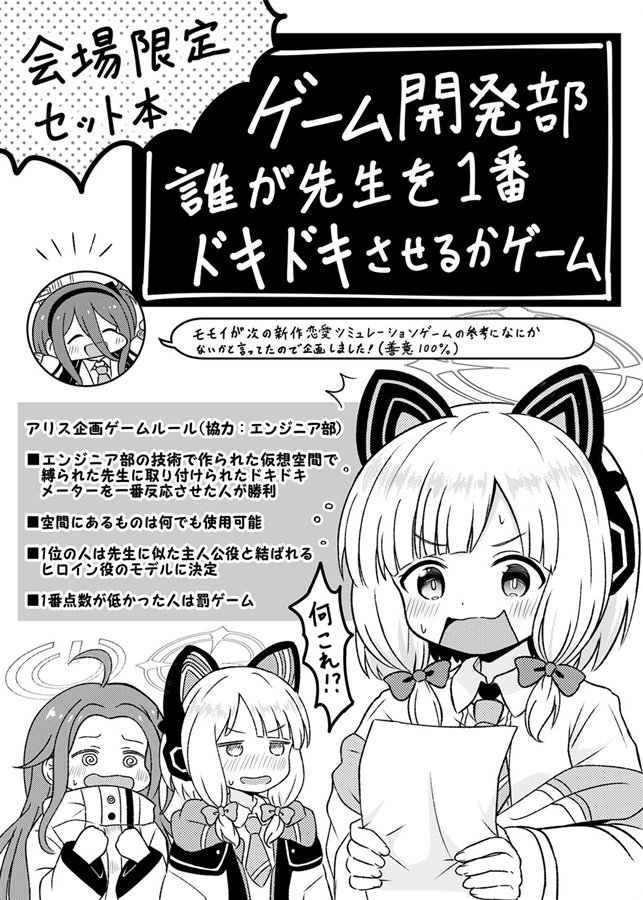 会場限定
セット本
ゲーム開発部
誰が先生を1番
ドキドキさせるかゲーム
モモイが次の新作恋愛シミュレーションゲームの参考になにか
ないかと言ってたので企画しました!(善意100%)
アリス企画ゲームルール(協力:エンジニア部)
■エンジニア部の技術で作られた仮想空間で
縛られた先生に取り付けられたドキドキ
メーターを一番反応させた人が勝利
■空間にあるものは何でも使用可能
■1位の人は先生に似た主人公役と結ばれる
ヒロイン役のモデルに決定
■1番点数が低かった人は罰ゲーム
何これ!?